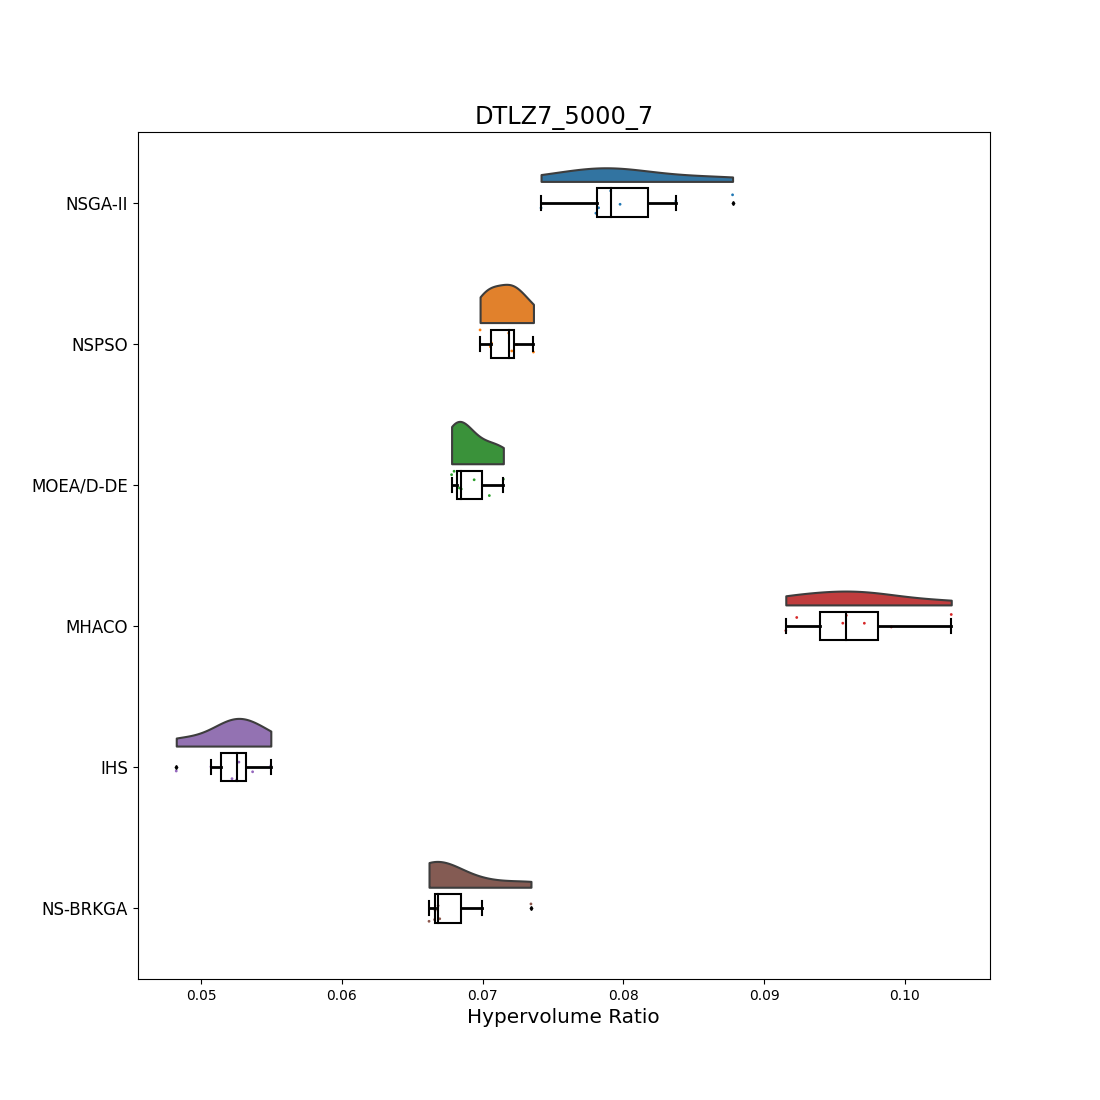 DTLZ7_5000_7
NSGA-II
NSPSO
MOEA/D-DE
MHACO
IHS
NS-BRKGA
0.05 0.06 0.07 0.08 0.09 0.10
Hypervolume Ratio